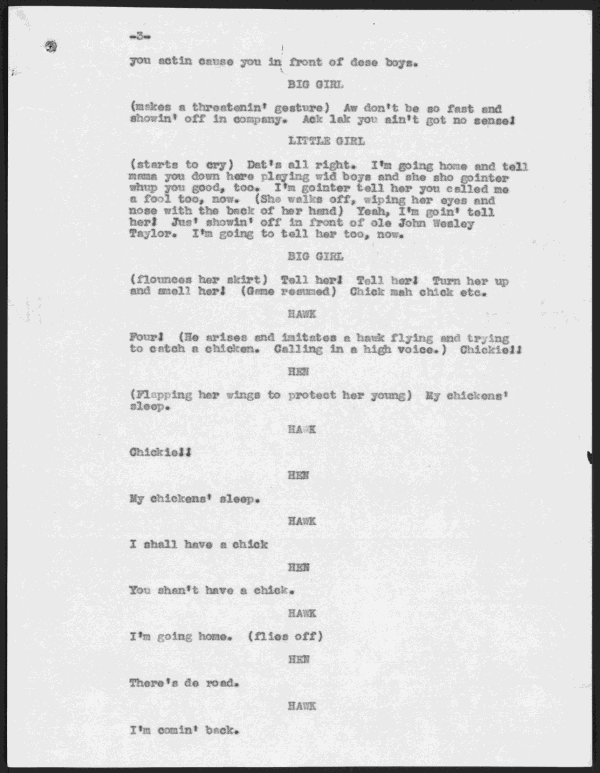 -3-
you actin cause you in front of dese boys.
BIG GIRL
(makes a threatenin' gesture) Aw don't be so fast and
showin' off in company. Ack lak you ain't got no sense!
LITTLE GIRL
(starts to cry) Dat's all right. I'm going home and tell
mama you down here playing wid boys and she sho gointer
whup you good, too. I'm gointer tell her you called me
a fool too, now. (She walks off, wiping her eyes and
nose with the back of her hand) Yeah, I'm goin' tell
her! Jus' showin' off in front of ole John Wesley
Taylor. I'm going to tell her too, now.
BIG GIRL
(flounces her skirt) Tell her! Tell her! Turn her up
and smell her! (Game resumed) Chick mah chick etc.
HAWK
Four! (He arises and imitates a hawk flying and trying
to catch a chicken. Calling in a high voice.) Chickie!!
HEN
(Flapping her wings to protect her young) My chickens'
sleep.
HAWK
Chickie!!
HEN
My chickens' sleep.
HAWK
I shall have a chick
HEN
You shan't have a chick.
HAWK
I'm going home. (flies off)
HEN
There's de road.
HAWK
I'm comin' back.